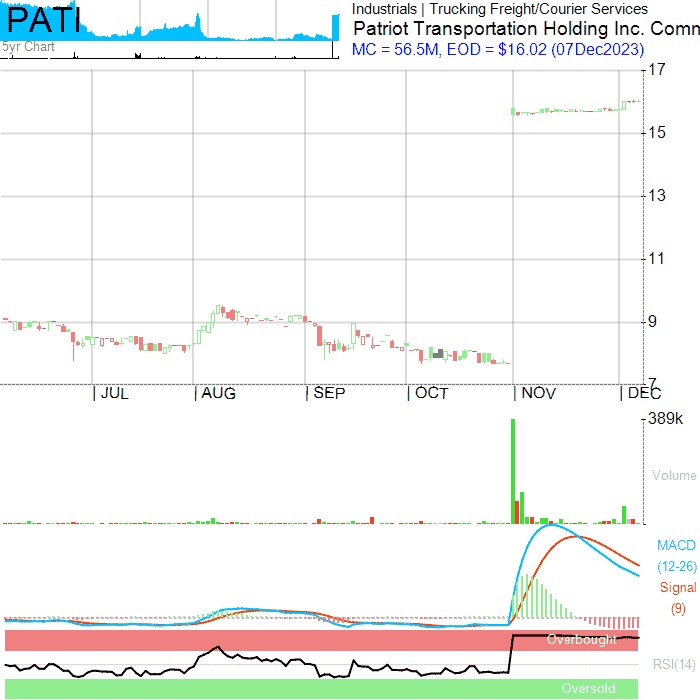 PATI
5yr Chart
Industrials | Trucking Freight/Courier Services
Patriot Transportation Holding Inc. Comn
MC = 56.5M, EOD = $16.02 (07Dec2023)
17
15
13
11
9
7
| JUL | AUG | SEP | OCT | NOV | DEC
389k
Volume
MACD
(12-26)
Signal
(9)
Overbought
RSI(14)
Oversold